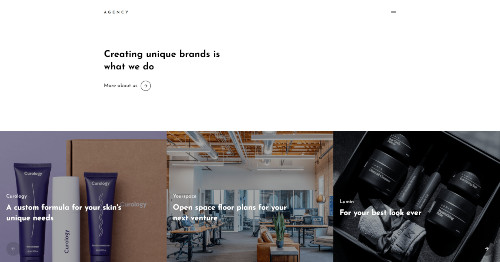 AGENCY
Creating unique brands is
what we do
More about us
Curology
A custom formula for your skin's
unique needs
Yourspace
Open space floor plans for your
next venture
Lumin
For your best look ever
Curology
Curology
Curology
Curology